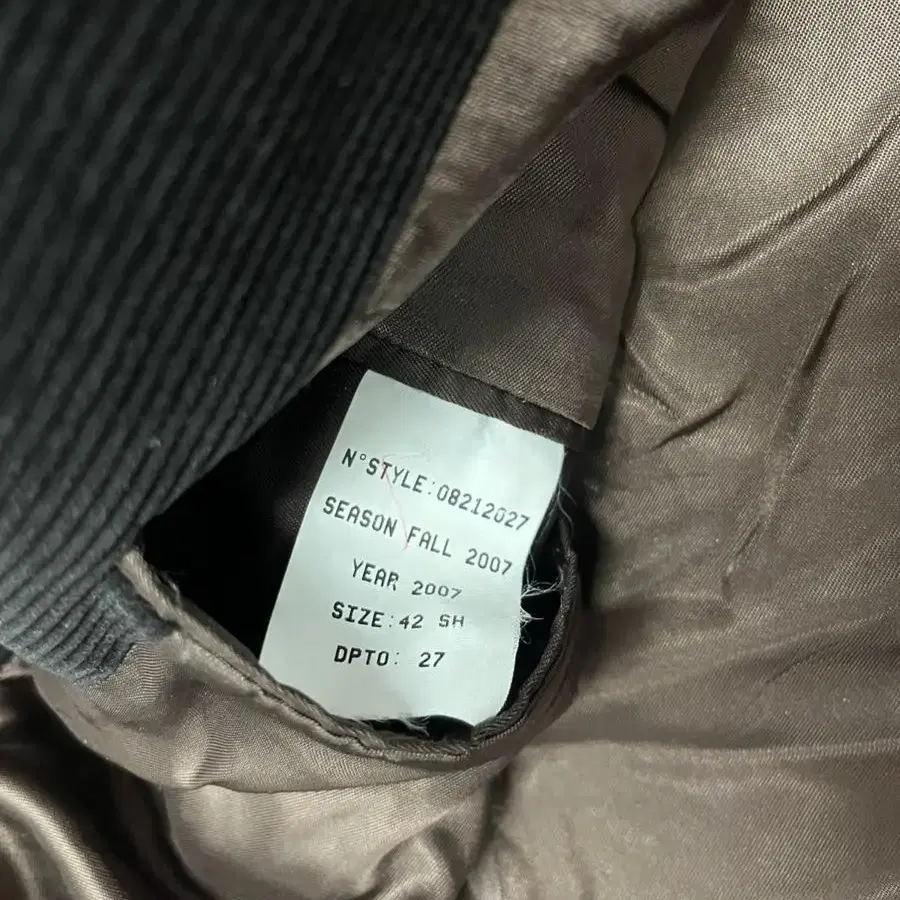 N°STYLE:08212027
SEASON FALL 2007
YEAR 2007
SIZE:42 SH
DPTO: 27